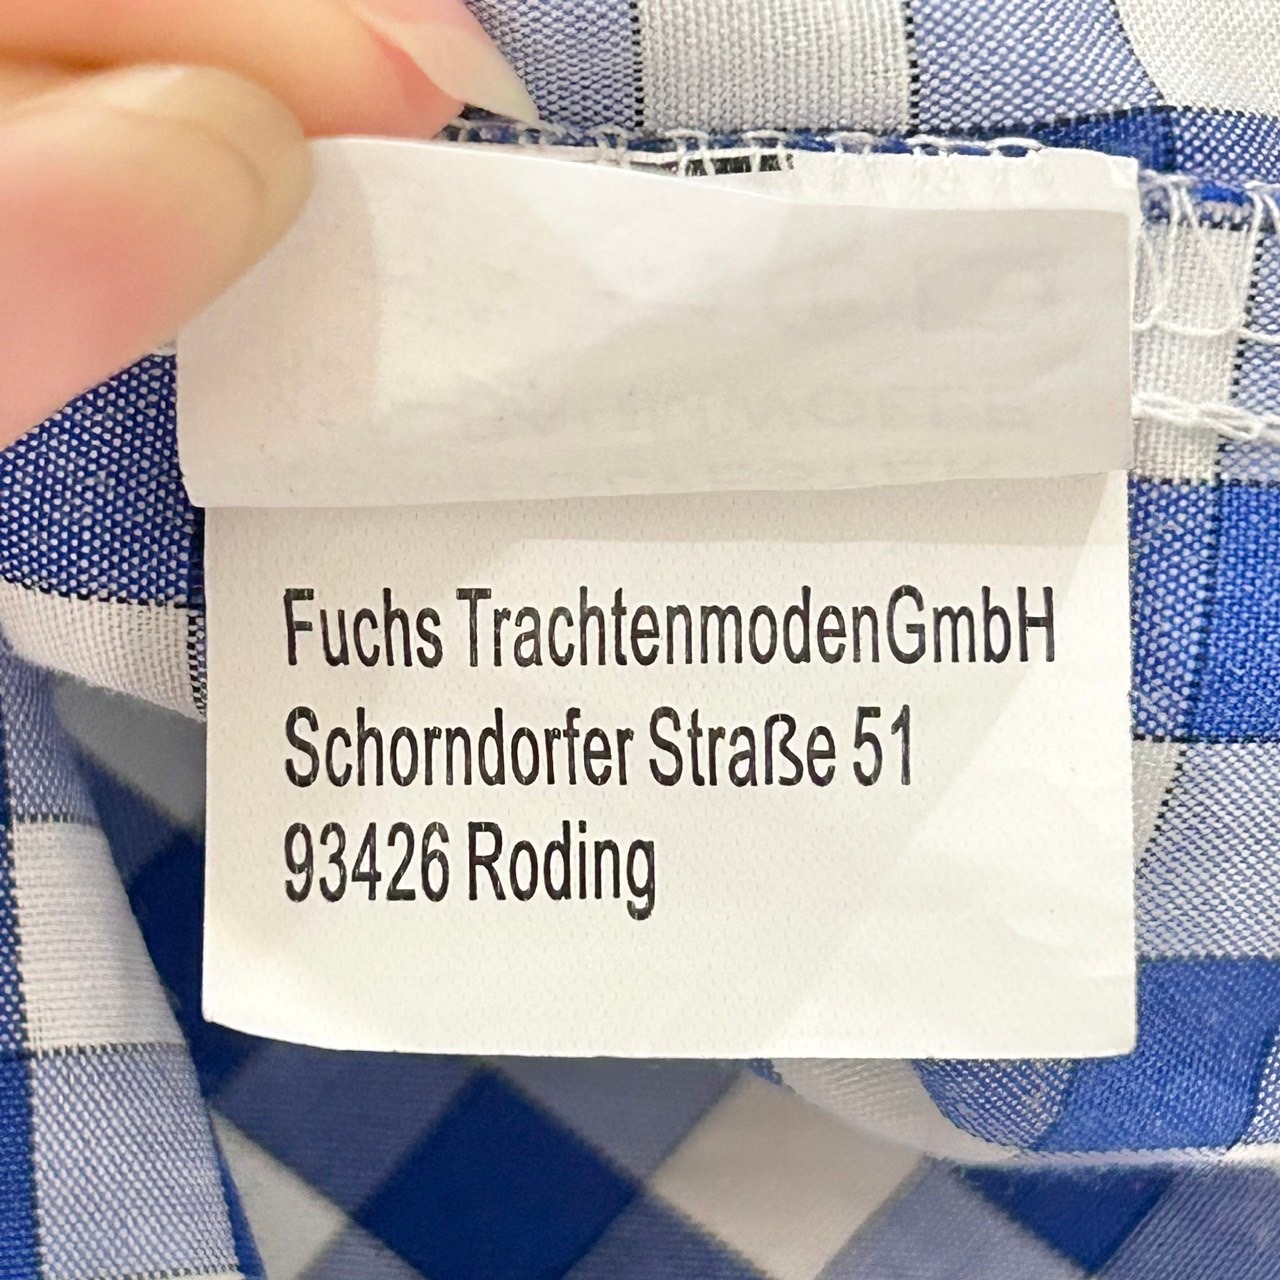 Fuchs TrachtenmodenGmbH
Schorndorfer Straße 51
93426 Roding